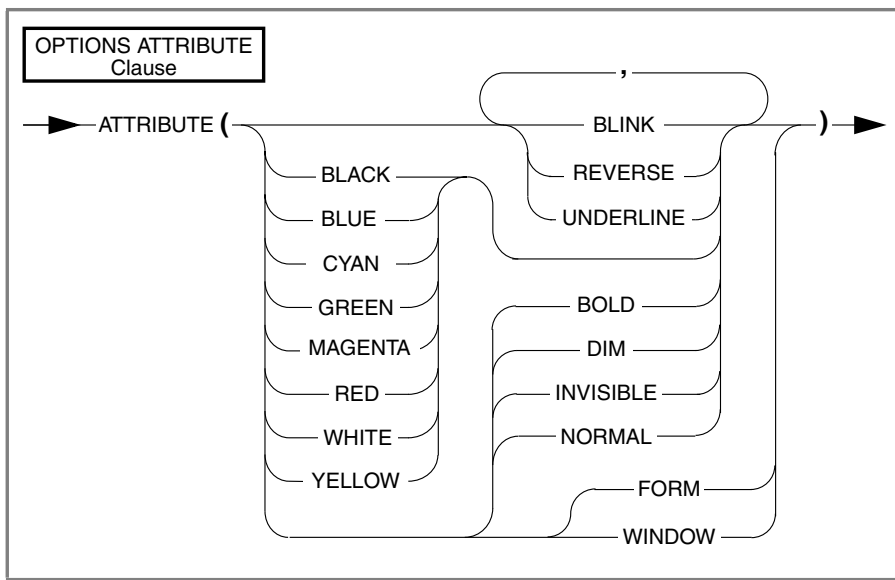 OPTIONS ATTRIBUTE
Clause
,
ATTRIBUTE ( BLINK )
BLACK REVERSE
BLUE UNDERLINE
CYAN
GREEN BOLD
MAGENTA DIM
RED INVISIBLE
WHITE NORMAL
YELLOW FORM
WINDOW